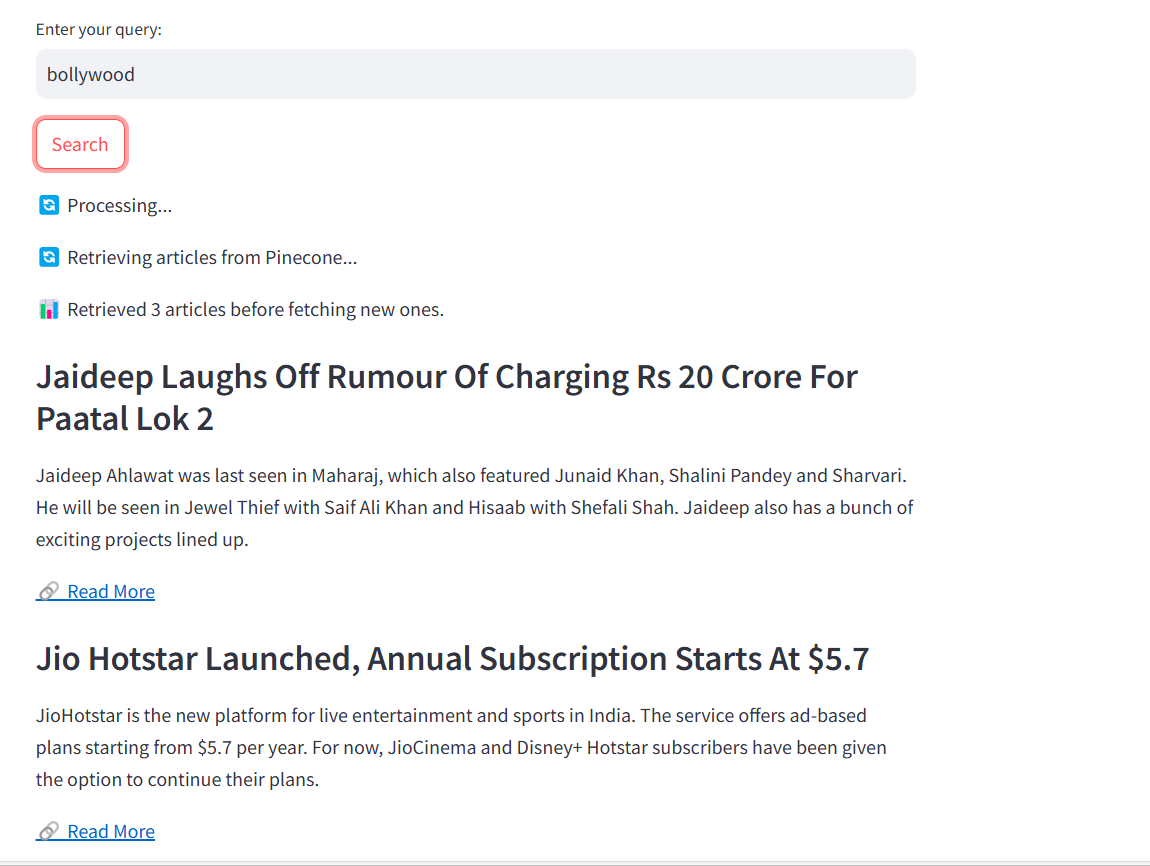 Enter your query:
bollywood
Search
Processing...
Retrieving articles from Pinecone...
Retrieved 3 articles before fetching new ones.
Jaideep Laughs Off Rumour Of Charging Rs 20 Crore For
Paatal Lok 2
Jaideep Ahlawat was last seen in Maharaj, which also featured Junaid Khan, Shalini Pandey and Sharvari.
He will be seen in Jewel Thief with Saif Ali Khan and Hisaab with Shefali Shah. Jaideep also has a bunch of
exciting projects lined up.
Read More
Jio Hotstar Launched, Annual Subscription Starts At $5.7
JioHotstar is the new platform for live entertainment and sports in India. The service offers ad-based
plans starting from $5.7 per year. For now, JioCinema and Disney+ Hotstar subscribers have been given
the option to continue their plans.
Read More